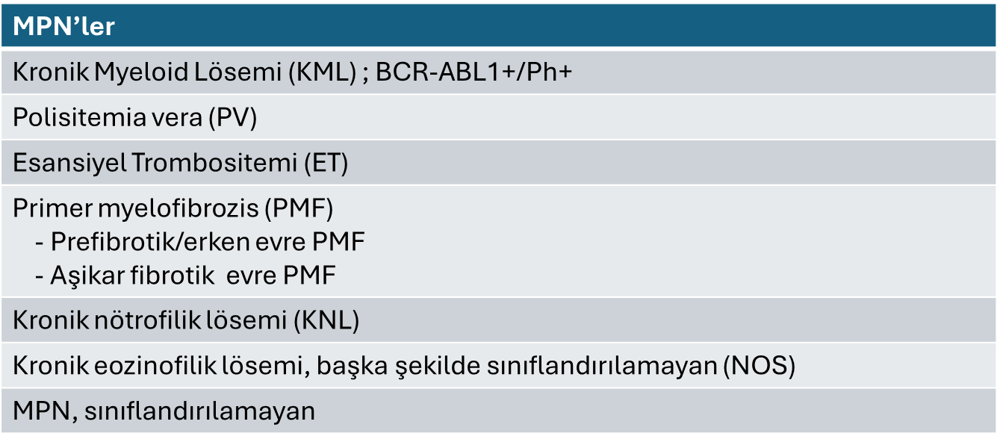 MPN’ler
Kronik Myeloid Lösemi (KML) ; BCR-ABL1+/Ph+
Polisitemia vera (PV)
Esansiyel Trombositemi (ET)
Primer myelofibrozis (PMF)
- Prefibrotik/erken evre PMF
- Aşikar fibrotik  evre PMF
Kronik nötrofilik lösemi (KNL)
Kronik eozinofilik lösemi, başka şekilde sınıflandırılamayan (NOS)
MPN, sınıflandırılamayan